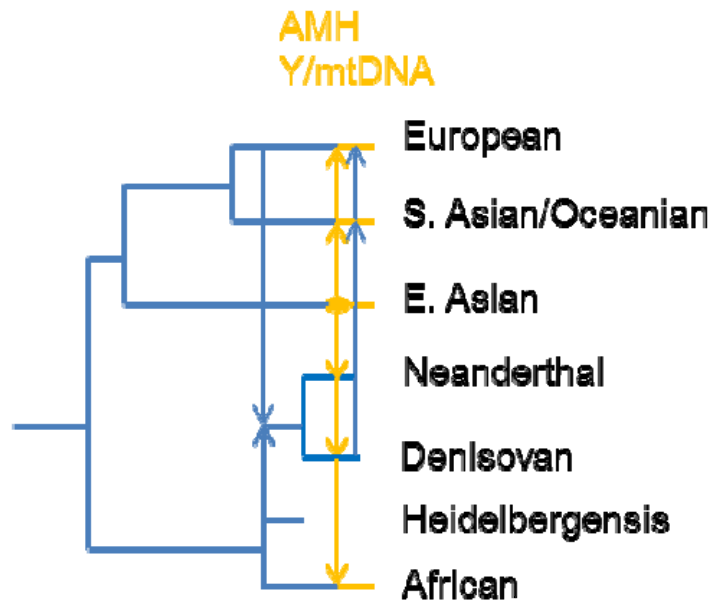 AMH
Y/mtDNA
European
S. Asian/Oceanian
E. Asian
Neanderthal
Denisovan
Heidelbergensis
African